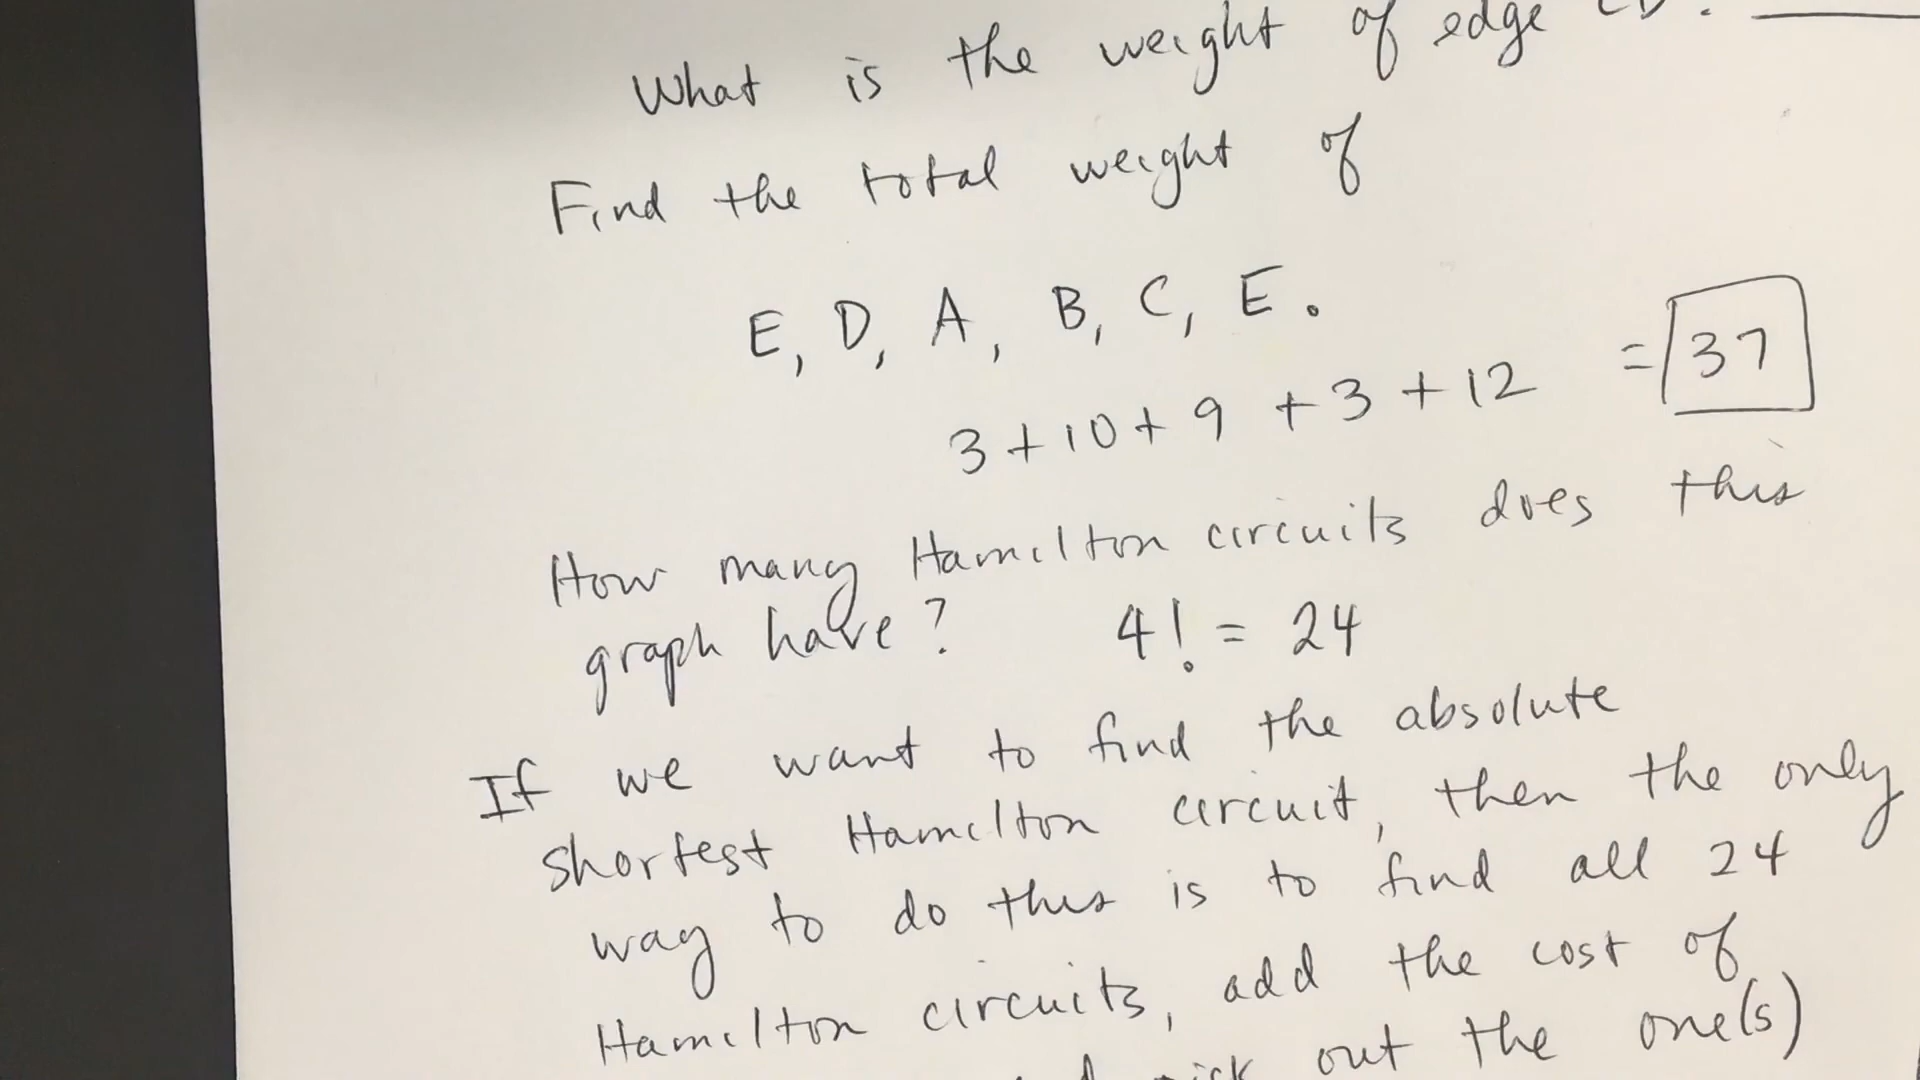 What is the weight of edge
Find the total weight of
E, D, A, B, C, E.
3 + 10 + 9 + 3 + 12 = 37
How many Hamilton circuits does this
graph have? 4! = 24
If we want to find the absolute
shortest Hamilton circuit, then the only
way to do this is to find all 24
Hamilton circuits, add the cost of
out the one(s)